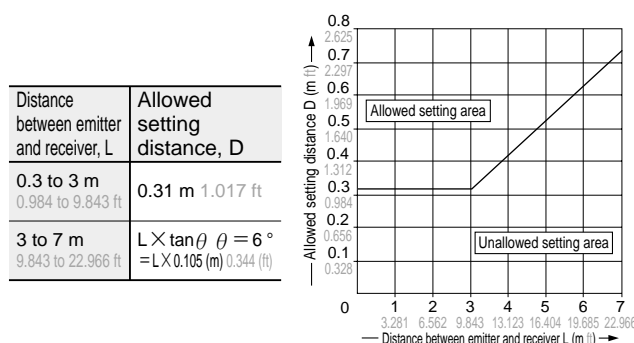 Distance
between emitter
and receiver, L
Allowed
setting
distance, D
0.3 to 3 m
0.984 to 9.843 ft
0.31 m 1.017 ft
3 to 7 m
9.843 to 22.966 ft
L×tanθ θ=6°
=L×0.105 (m) 0.344 (ft)
Allowed setting distance D (m ft)
0.8
2.625
0.7
2.297
0.6
1.969
0.5
1.640
0.4
1.312
0.3
0.984
0.2
0.656
0.1
0.328
0
Allowed setting area
Unallowed setting area
1 2 3 4 5 6 7
3.281 6.562 9.843 13.123 16.404 19.685 22.966
Distance between emitter and receiver L (m ft)